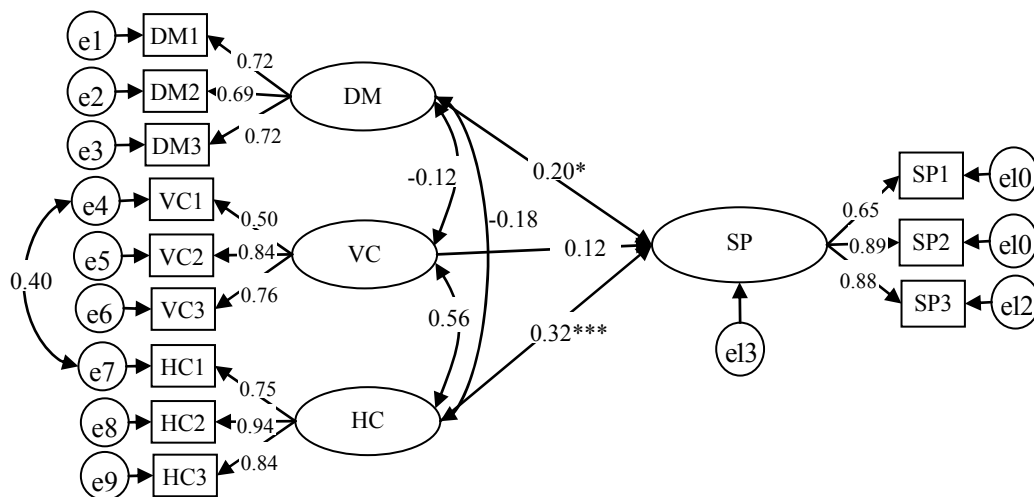 e1
DM1
0.72
e2
DM2
0.69
DM
e3
DM3
0.72
e4
VC1
0.50
-0.12
0.20*
-0.18
e5
VC2
0.84
VC
0.12
e6
VC3
0.76
0.40
0.56
0.32***
e7
HC1
0.75
e8
HC2
0.94
HC
e9
HC3
0.84
SP
el3
0.65
SP1
el0
0.89
SP2
el0
0.88
SP3
el2